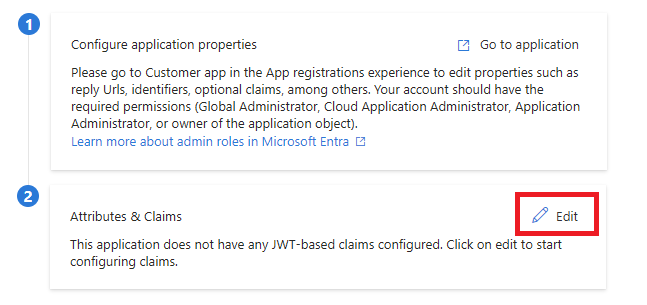 1
Configure application properties
Go to application
Please go to Customer app in the App registrations experience to edit properties such as
reply Urls, identifiers, optional claims, among others. Your account should have the
required permissions (Global Administrator, Cloud Application Administrator, Application
Administrator, or owner of the application object).
Learn more about admin roles in Microsoft Entra
2
Attributes & Claims
Edit
This application does not have any JWT-based claims configured. Click on edit to start
configuring claims.